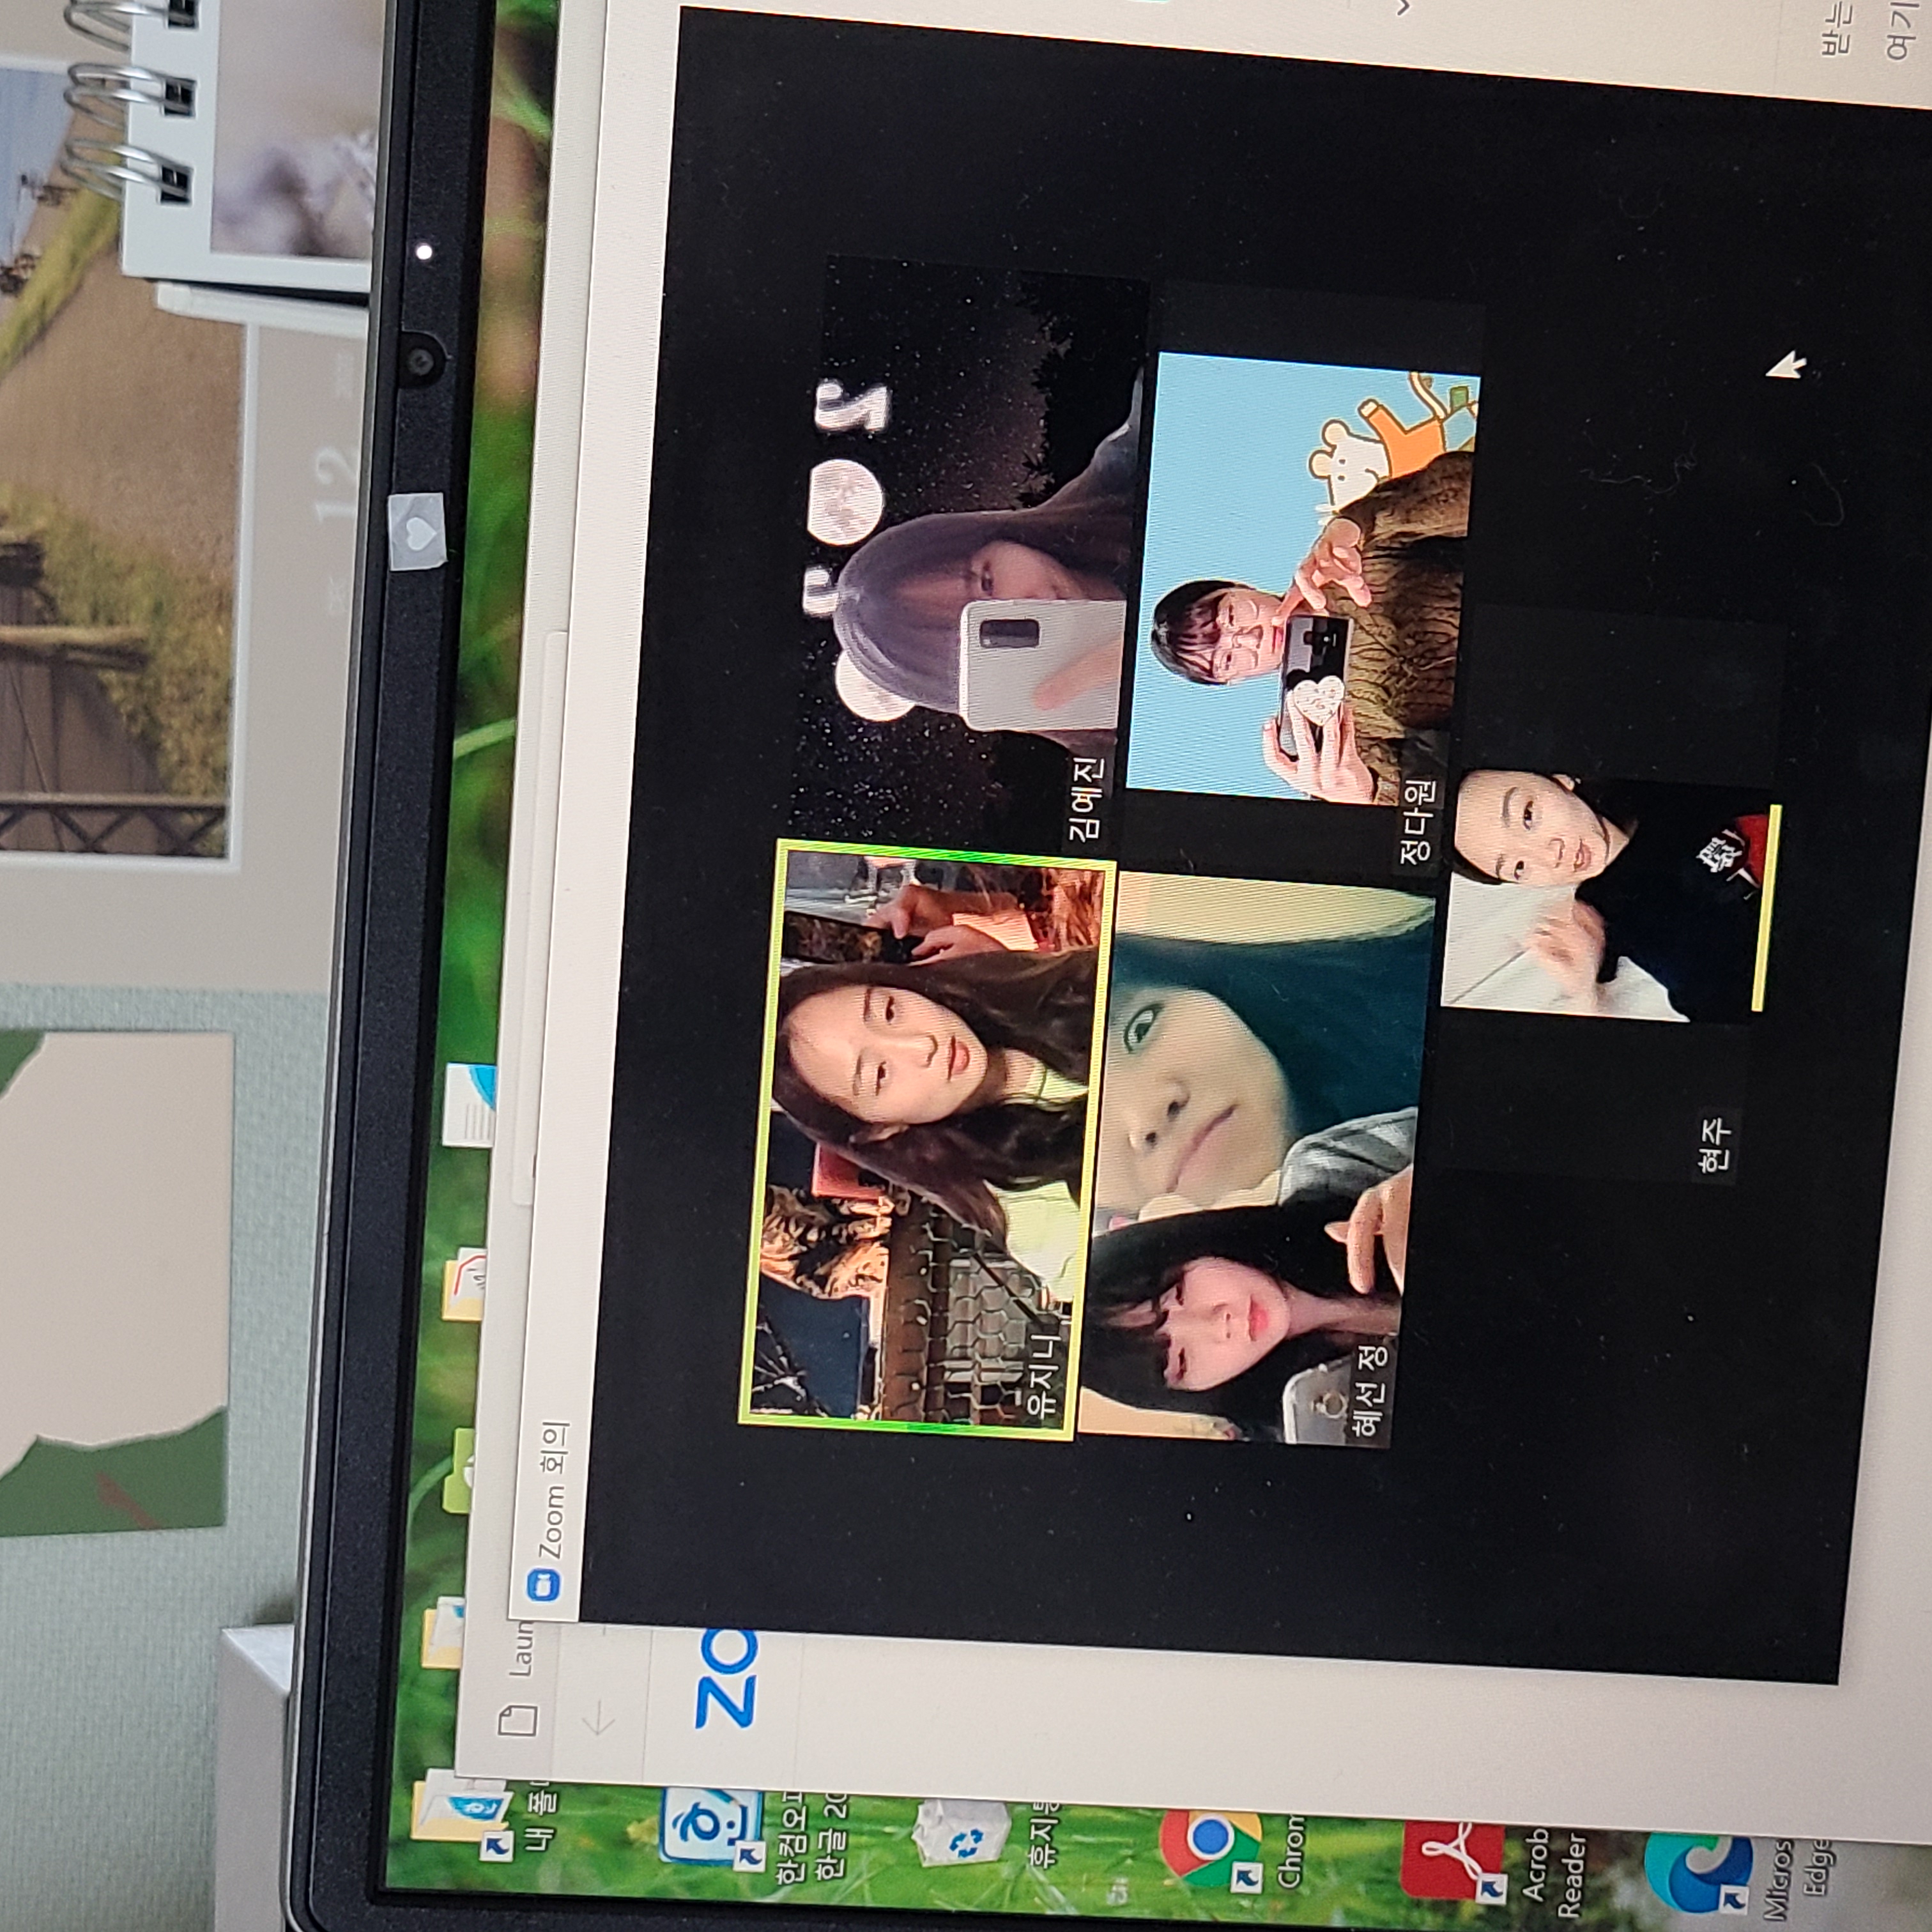 12
내 폴
Laun
Zoom 회의
ZO
한컴오피
한글 20
휴지통
유지니
김예진
혜선 정
정다원
현주
Chrom
Acrob
Reader
Micros
Edge
받는
여기